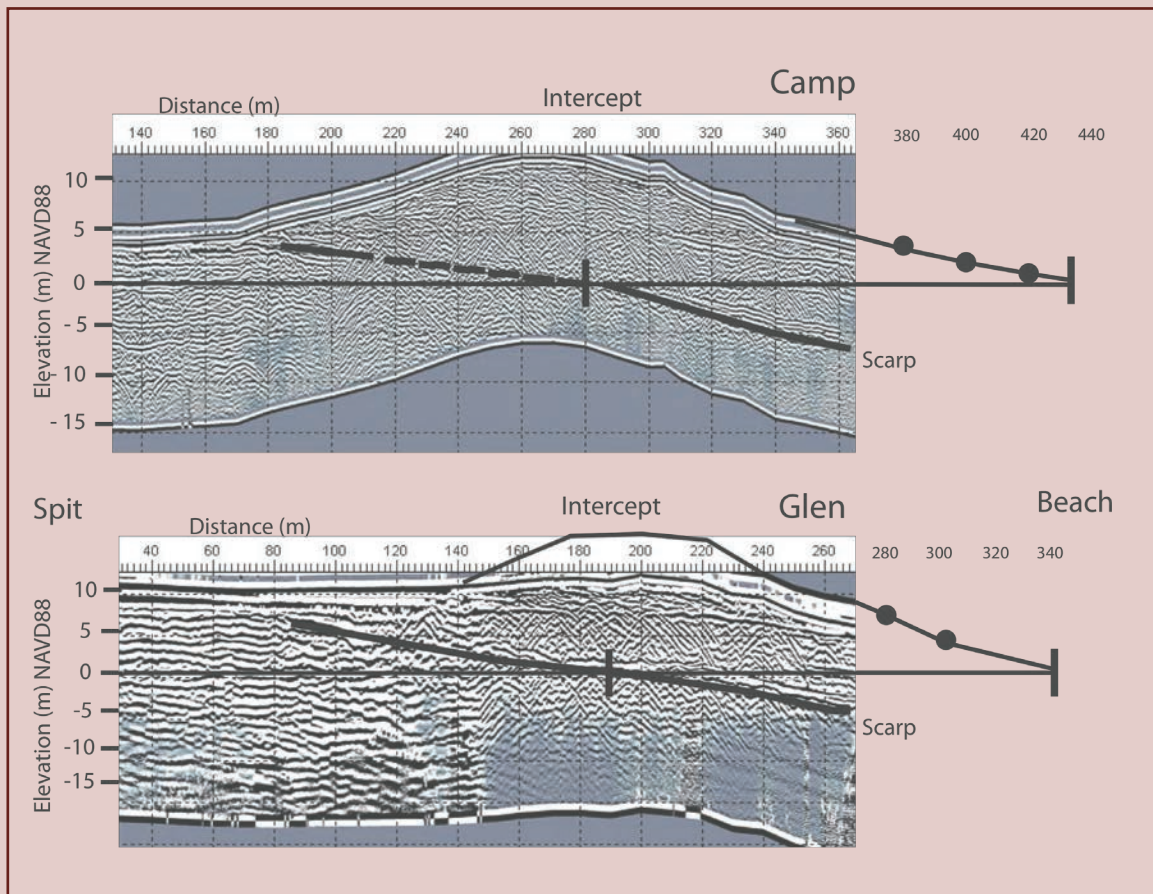 Camp
Distance (m) Intercept
140 160 180 200 220 240 260 280 300 320 340 360 380 400 420 440
Elevation (m) NAVD88
10
5
0
- 5
- 10
- 15
Scarp
Spit Intercept Glen Beach
Distance (m)
40 60 80 100 120 140 160 180 200 220 240 260 280 300 320 340
Elevation (m) NAVD88
10
5
0
-5
-10
-15
Scarp